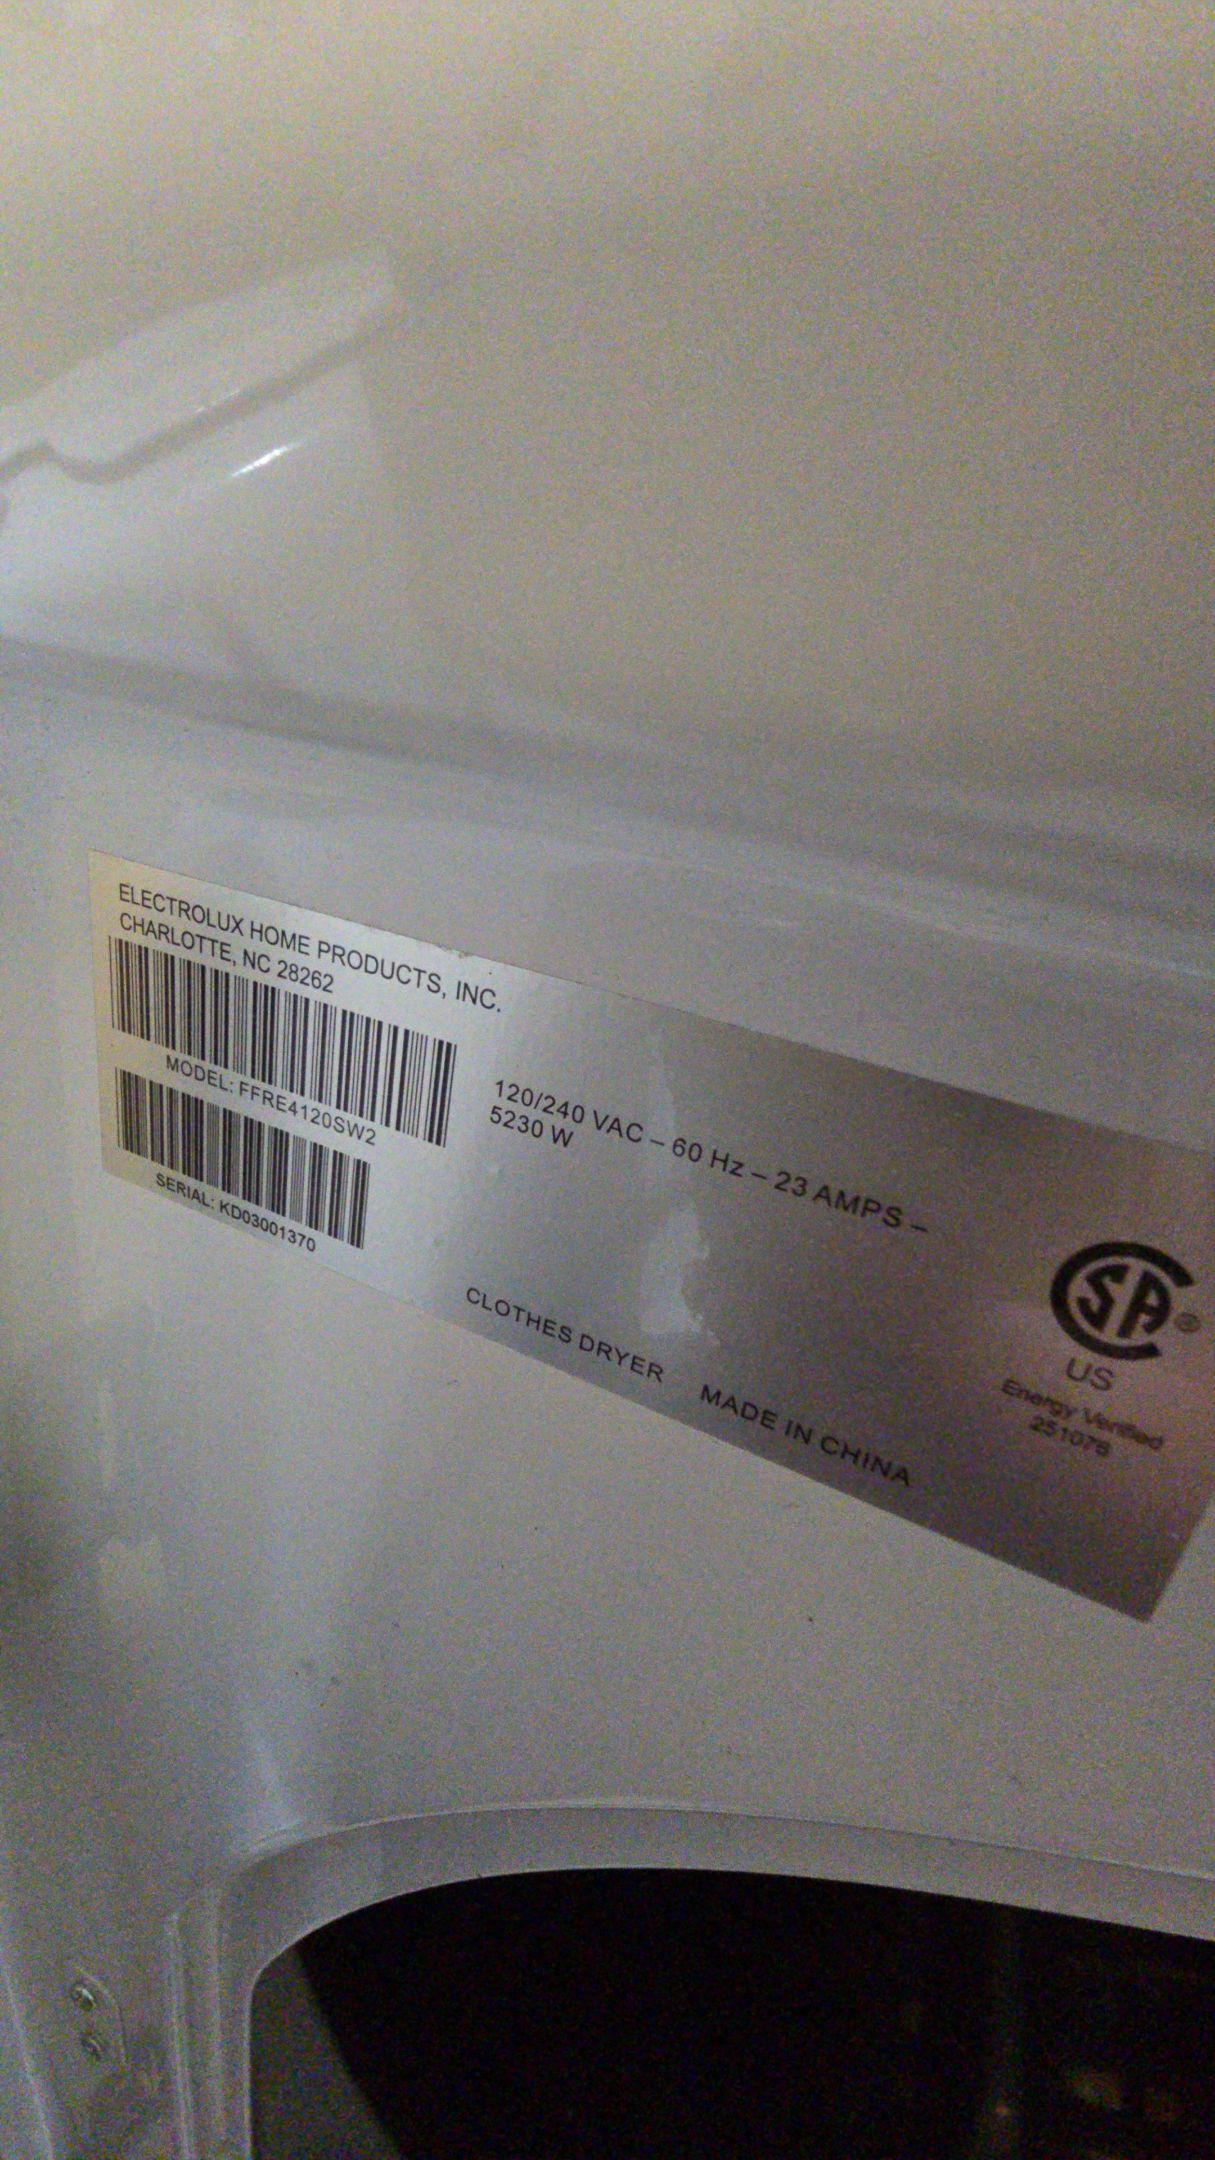 ELECTROLUX HOME PRODUCTS, INC.
CHARLOTTE, NC 28262
MODEL: FFRE4120SW2
SERIAL: KD03001370
120/240 VAC – 60 Hz – 23 AMPS –
5230 W
CLOTHES DRYER MADE IN CHINA
SA®
US
Energy Verified
251078